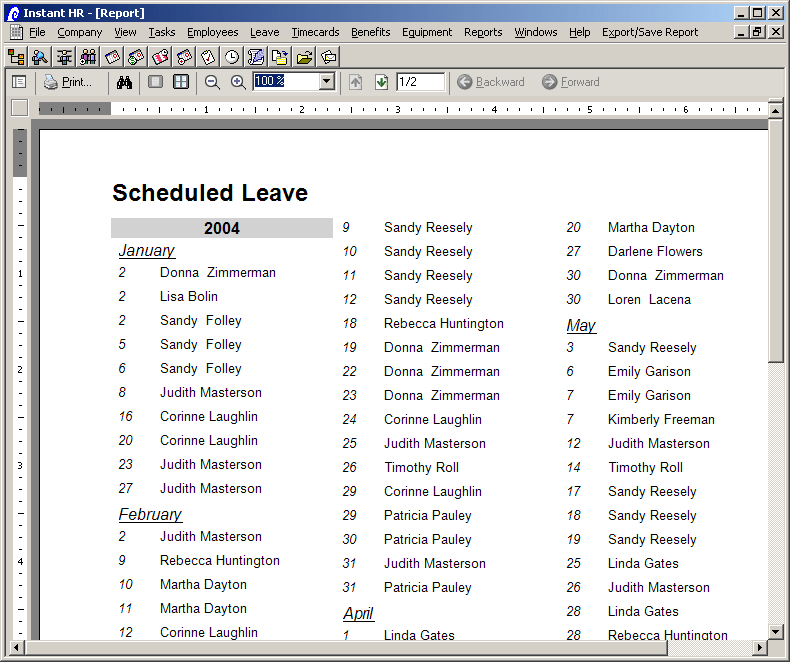 Instant HR - [Report]
File Company View Tasks Employees Leave Timecards Benefits Equipment Reports Windows Help Export/Save Report
Print... 100 % 1/2 Backward Forward
1 2 3 4 5 6
1
2
3
4
Scheduled Leave
2004
January
2 Donna Zimmerman
2 Lisa Bolin
2 Sandy Folley
5 Sandy Folley
6 Sandy Folley
8 Judith Masterson
16 Corinne Laughlin
20 Corinne Laughlin
23 Judith Masterson
27 Judith Masterson
February
2 Judith Masterson
9 Rebecca Huntington
10 Martha Dayton
11 Martha Dayton
12 Corinne Laughlin
9 Sandy Reesely
10 Sandy Reesely
11 Sandy Reesely
12 Sandy Reesely
18 Rebecca Huntington
19 Donna Zimmerman
22 Donna Zimmerman
23 Donna Zimmerman
24 Corinne Laughlin
25 Judith Masterson
26 Timothy Roll
29 Corinne Laughlin
29 Patricia Pauley
30 Patricia Pauley
31 Judith Masterson
31 Patricia Pauley
April
1 Linda Gates
20 Martha Dayton
27 Darlene Flowers
30 Donna Zimmerman
30 Loren Lacena
May
3 Sandy Reesely
6 Emily Garison
7 Emily Garison
7 Kimberly Freeman
12 Judith Masterson
14 Timothy Roll
17 Sandy Reesely
18 Sandy Reesely
19 Sandy Reesely
25 Linda Gates
26 Judith Masterson
28 Linda Gates
28 Rebecca Huntington